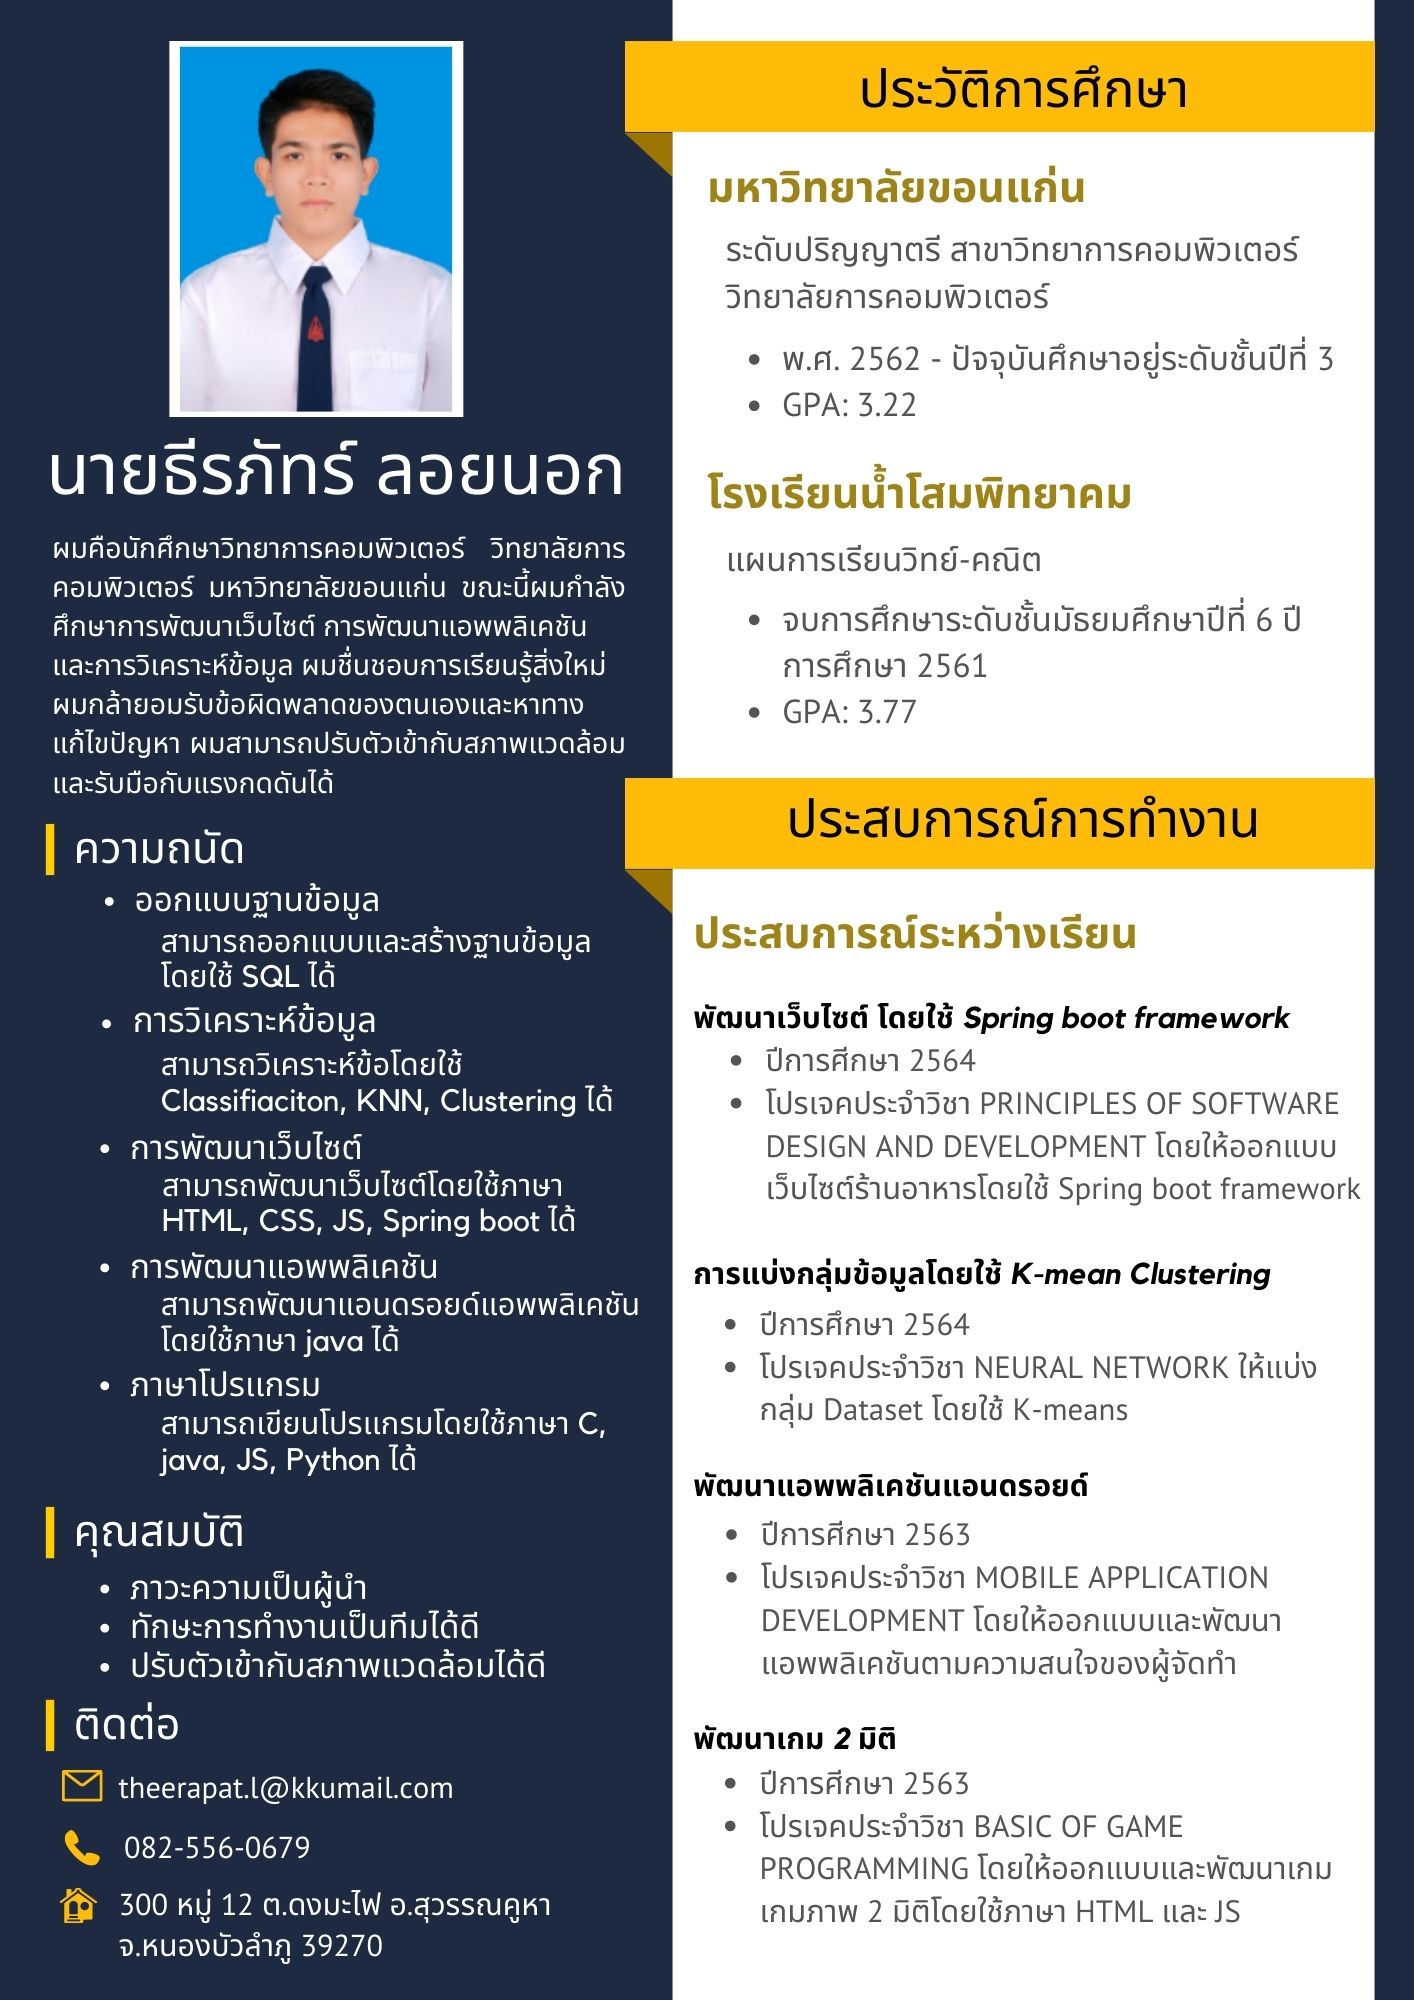 นายธีรภัทร์ ลอยนอก
ผมคือนักศึกษาวิทยาการคอมพิวเตอร์ วิทยาลัยการ
คอมพิวเตอร์ มหาวิทยาลัยขอนแก่น ขณะนี้ผมกำลัง
ศึกษาการพัฒนาเว็บไซต์ การพัฒนาแอพพลิเคชัน
และการวิเคราะห์ข้อมูล ผมชื่นชอบการเรียนรู้สิ่งใหม่
ผมกล้ายอมรับข้อผิดพลาดของตนเองและหาทาง
แก้ไขปัญหา ผมสามารถปรับตัวเข้ากับสภาพแวดล้อม
และรับมือกับแรงกดดันได้
ความถนัด
• ออกแบบฐานข้อมูล
สามารถออกแบบและสร้างฐานข้อมูล
โดยใช้ SQL ได้
• การวิเคราะห์ข้อมูล
สามารถวิเคราะห์ข้อโดยใช้
Classifiaciton, KNN, Clustering ได้
• การพัฒนาเว็บไซต์
สามารถพัฒนาเว็บไซต์โดยใช้ภาษา
HTML, CSS, JS, Spring boot ได้
• การพัฒนาแอพพลิเคชัน
สามารถพัฒนาแอนดรอยด์แอพพลิเคชัน
โดยใช้ภาษา java ได้
• ภาษาโปรแกรม
สามารถเขียนโปรแกรมโดยใช้ภาษา C,
java, JS, Python ได้
คุณสมบัติ
• ภาวะความเป็นผู้นำ
• ทักษะการทำงานเป็นทีมได้ดี
• ปรับตัวเข้ากับสภาพแวดล้อมได้ดี
ติดต่อ
theerapat.l@kkumail.com
082-556-0679
300 หมู่ 12 ต.ดงมะไฟ อ.สุวรรณคูหา
จ.หนองบัวลำภู 39270
ประวัติการศึกษา
มหาวิทยาลัยขอนแก่น
ระดับปริญญาตรี สาขาวิทยาการคอมพิวเตอร์
วิทยาลัยการคอมพิวเตอร์
• พ.ศ. 2562 - ปัจจุบันศึกษาอยู่ระดับชั้นปีที่ 3
• GPA: 3.22
โรงเรียนน้ำโสมพิทยาคม
แผนการเรียนวิทย์-คณิต
• จบการศึกษาระดับชั้นมัธยมศึกษาปีที่ 6 ปี
การศึกษา 2561
• GPA: 3.77
ประสบการณ์การทำงาน
ประสบการณ์ระหว่างเรียน
พัฒนาเว็บไซต์ โดยใช้ Spring boot framework
• ปีการศึกษา 2564
• โปรเจคประจำวิชา PRINCIPLES OF SOFTWARE
DESIGN AND DEVELOPMENT โดยให้ออกแบบ
เว็บไซต์ร้านอาหารโดยใช้ Spring boot framework
การแบ่งกลุ่มข้อมูลโดยใช้ K-mean Clustering
• ปีการศึกษา 2564
• โปรเจคประจำวิชา NEURAL NETWORK ให้แบ่ง
กลุ่ม Dataset โดยใช้ K-means
พัฒนาแอพพลิเคชันแอนดรอยด์
• ปีการศึกษา 2563
• โปรเจคประจำวิชา MOBILE APPLICATION
DEVELOPMENT โดยให้ออกแบบและพัฒนา
แอพพลิเคชันตามความสนใจของผู้จัดทำ
พัฒนาเกม 2 มิติ
• ปีการศึกษา 2563
• โปรเจคประจำวิชา BASIC OF GAME
PROGRAMMING โดยให้ออกแบบและพัฒนาเกม
เกมภาพ 2 มิติโดยใช้ภาษา HTML และ JS